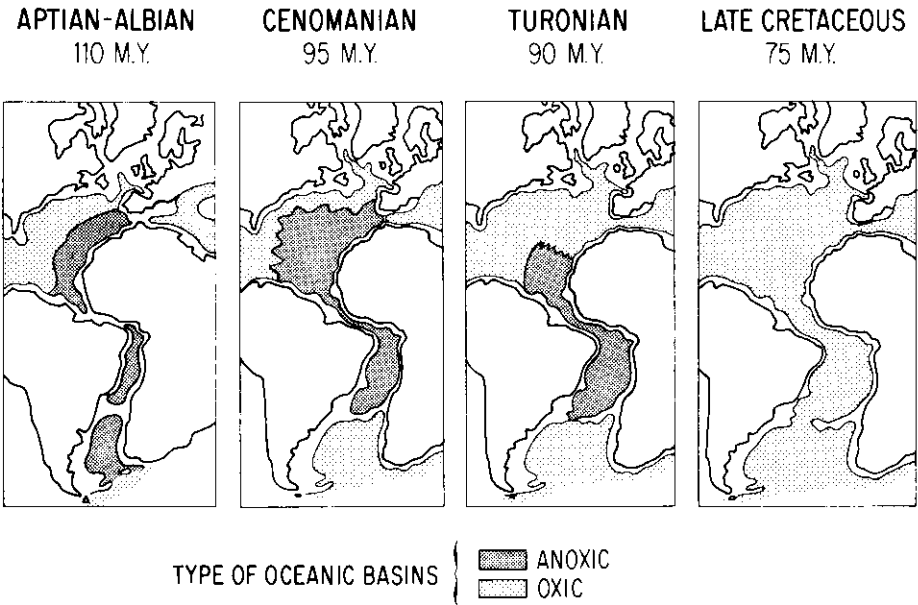 APTIAN-ALBIAN
110 M.Y.
CENOMANIAN
95 M.Y.
TURONIAN
90 M.Y.
LATE CRETACEOUS
75 M.Y.
TYPE OF OCEANIC BASINS
ANOXIC
OXIC